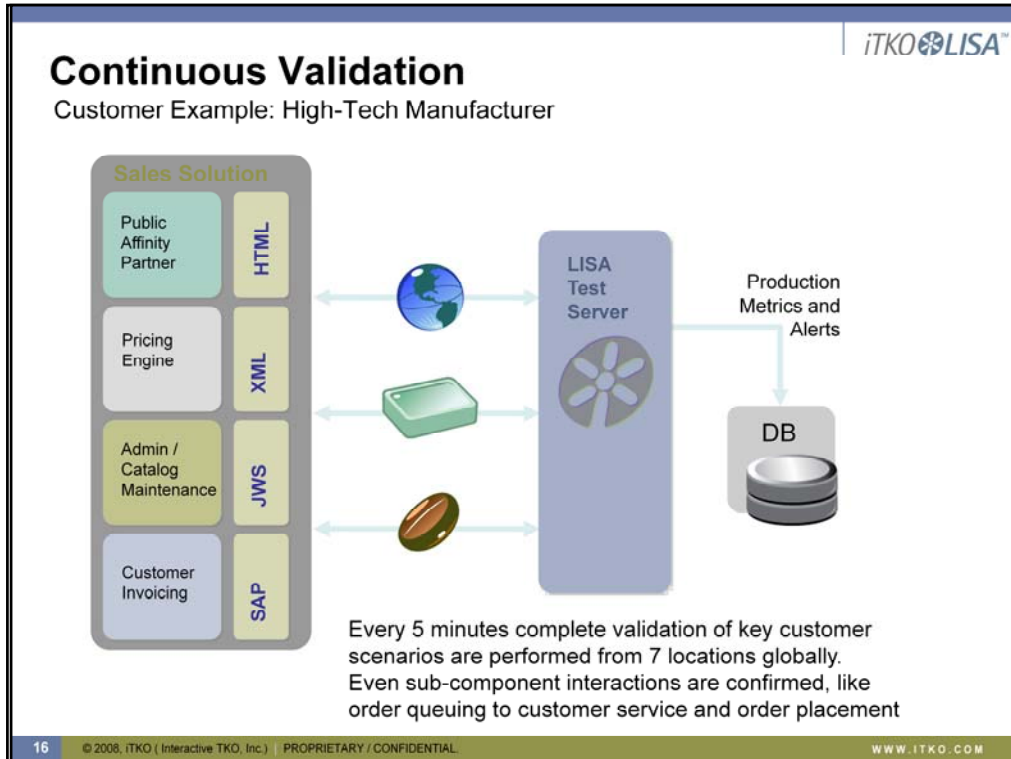 iTKO LISA™
Continuous Validation
Customer Example: High-Tech Manufacturer
Sales Solution
Public
Affinity
Partner
HTML
Pricing
Engine
XML
Admin /
Catalog
Maintenance
JWS
Customer
Invoicing
SAP
LISA
Test
Server
Production
Metrics and
Alerts
DB
Every 5 minutes complete validation of key customer
scenarios are performed from 7 locations globally.
Even sub-component interactions are confirmed, like
order queuing to customer service and order placement
16 © 2008, iTKO ( Interactive TKO, Inc.) | PROPRIETARY / CONFIDENTIAL. WWW.ITKO.COM